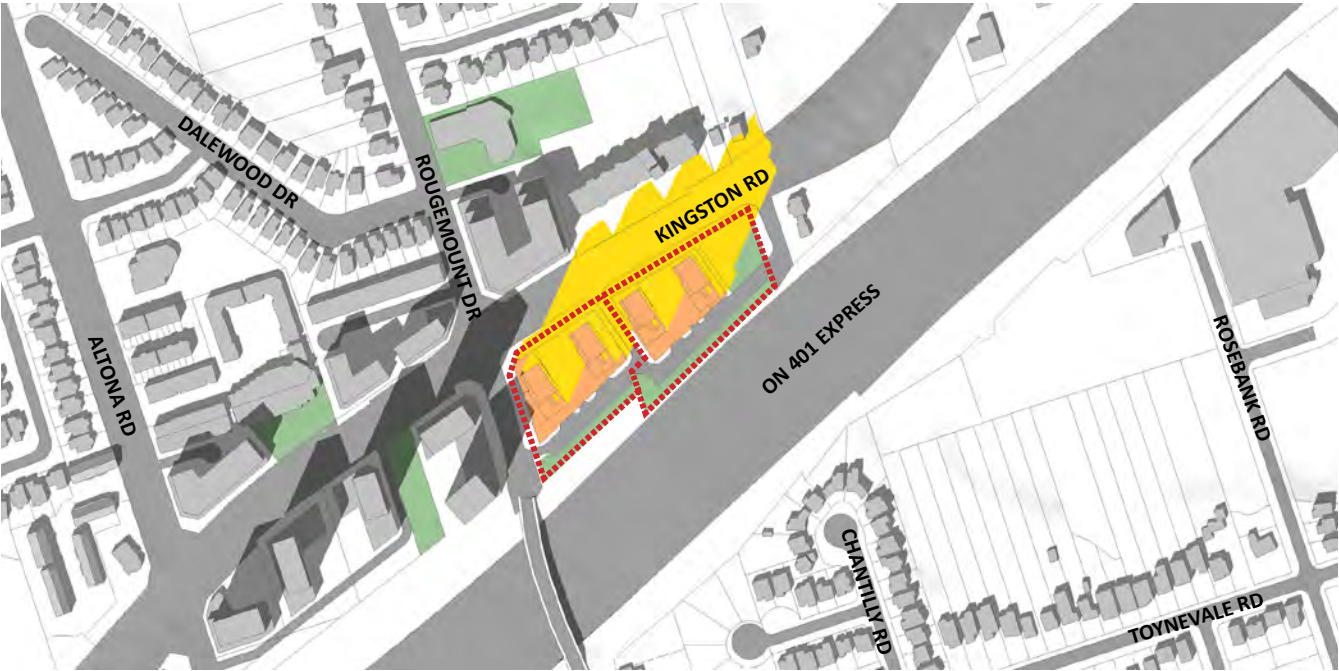 DALEWOOD DR
ROUGEMOUNT DR
KINGSTON RD
ALTONA RD
ON 401 EXPRESS
ROSEBANK RD
CHANTILLY RD
TOYNEVALE RD